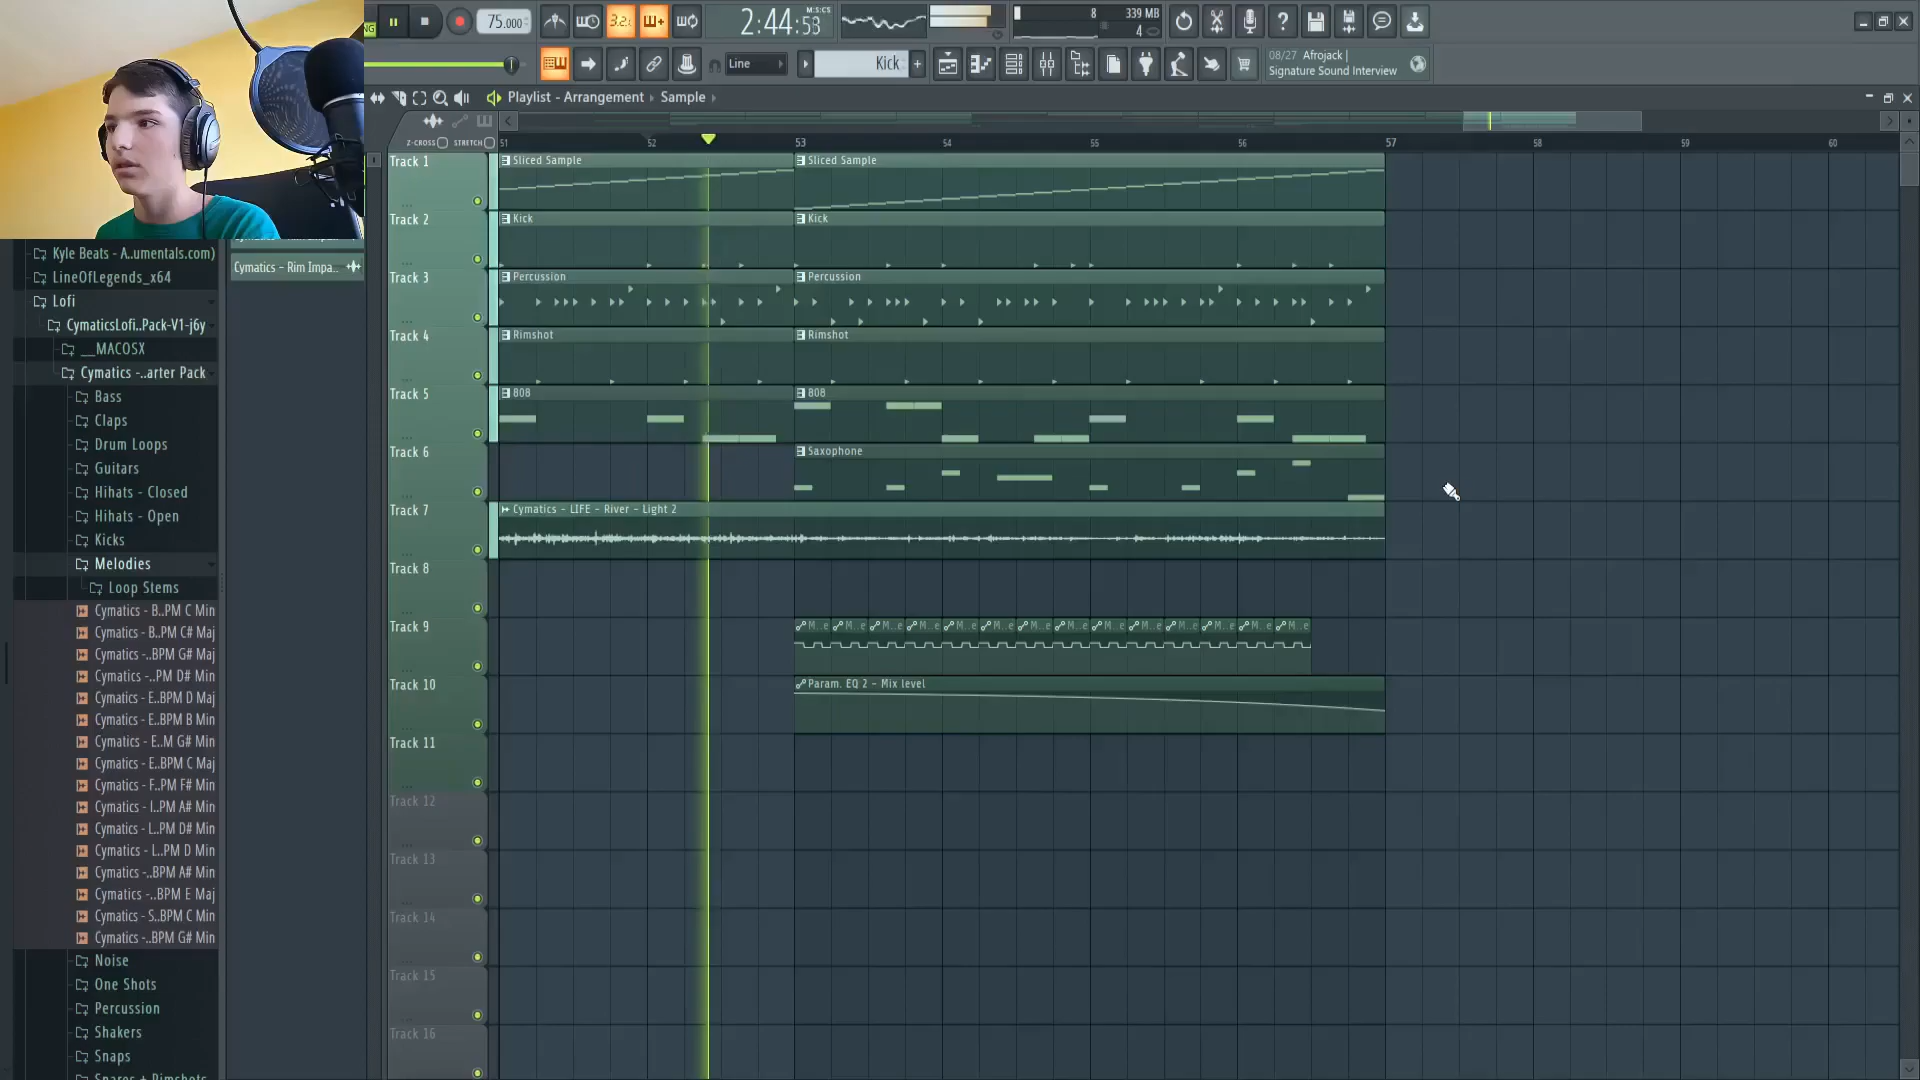 75.000
3.2.
2:44:53
M:S:CS
8
339 MB
4
Line
Kick
08/27 Afrojack |
Signature Sound Interview
Playlist - Arrangement
Sample
Z-CROSS
STRETCH
51
52
53
54
55
56
57
58
59
60
Kyle Beats - A..umentals.com)
LineOfLegends_x64
Lofi
CymaticsLofi..Pack-V1-j6y
__MACOSX
Cymatics -..arter Pack
Bass
Claps
Drum Loops
Guitars
Hihats - Closed
Hihats - Open
Kicks
Melodies
Loop Stems
Cymatics - B..PM C Min
Cymatics - B..PM C# Maj
Cymatics -..BPM G# Maj
Cymatics -..PM D# Min
Cymatics - E..BPM D Maj
Cymatics - E..BPM B Min
Cymatics - E..M G# Min
Cymatics - E..BPM C Maj
Cymatics - F..PM F# Min
Cymatics - I..PM A# Min
Cymatics - L..PM D# Min
Cymatics - L..PM D Min
Cymatics -..BPM A# Min
Cymatics -..BPM E Maj
Cymatics - S..BPM C Min
Cymatics -..BPM G# Min
Noise
One Shots
Percussion
Shakers
Snaps
Snares + Rimshots
Cymatics - Rim Impa..
Track 1
Sliced Sample
Sliced Sample
Track 2
Kick
Kick
Track 3
Percussion
Percussion
Track 4
Rimshot
Rimshot
Track 5
808
808
Track 6
Saxophone
Track 7
Cymatics - LIFE - River - Light 2
Track 8
Track 9
M..e M..e M..e M..e M..e M..e M..e M..e M..e M..e M..e M..e M..e M..e
Track 10
Param. EQ 2 - Mix level
Track 11
Track 12
Track 13
Track 14
Track 15
Track 16